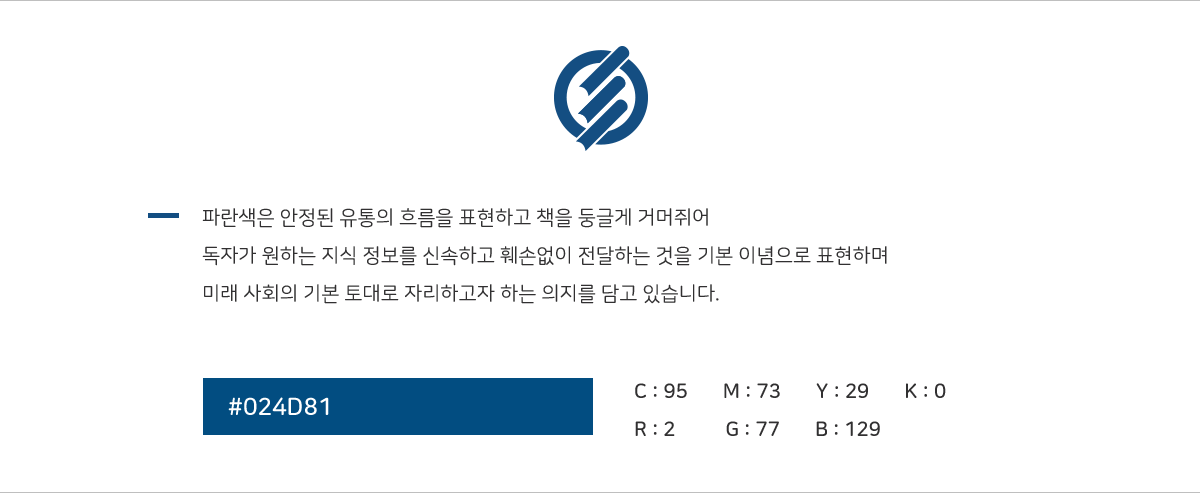 파란색은 안정된 유통의 흐름을 표현하고 책을 둥글게 거머쥐어
독자가 원하는 지식 정보를 신속하고 훼손없이 전달하는 것을 기본 이념으로 표현하며
미래 사회의 기본 토대로 자리하고자 하는 의지를 담고 있습니다.
#024D81
C : 95 M : 73 Y : 29 K : 0
R : 2 G : 77 B : 129